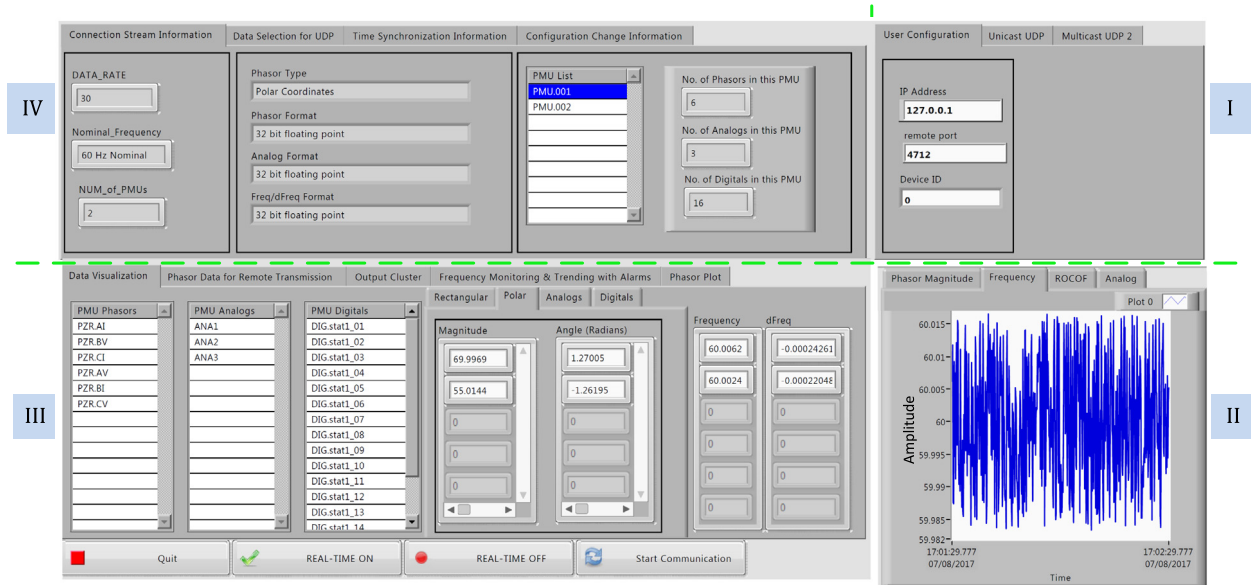 Connection Stream Information
Data Selection for UDP
Time Synchronization Information
Configuration Change Information
IV
DATA_RATE
30
Nominal_Frequency
60 Hz Nominal
NUM_of_PMUs
2
Phasor Type
Polar Coordinates
Phasor Format
32 bit floating point
Analog Format
32 bit floating point
Freq/dFreq Format
32 bit floating point
PMU List
PMU.001
PMU.002
No. of Phasors in this PMU
6
No. of Analogs in this PMU
3
No. of Digitals in this PMU
16
User Configuration
Unicast UDP
Multicast UDP 2
I
IP Address
127.0.0.1
remote port
4712
Device ID
0
Data Visualization
Phasor Data for Remote Transmission
Output Cluster
Frequency Monitoring & Trending with Alarms
Phasor Plot
III
PMU Phasors
PZR.AI
PZR.BV
PZR.CI
PZR.AV
PZR.BI
PZR.CV
PMU Analogs
ANA1
ANA2
ANA3
PMU Digitals
DIG.stat1_01
DIG.stat1_02
DIG.stat1_03
DIG.stat1_04
DIG.stat1_05
DIG.stat1_06
DIG.stat1_07
DIG.stat1_08
DIG.stat1_09
DIG.stat1_10
DIG.stat1_11
DIG.stat1_12
DIG.stat1_13
DIG.stat1_14
Rectangular
Polar
Analogs
Digitals
Magnitude
69.9969
55.0144
0
0
0
Angle (Radians)
1.27005
-1.26195
0
0
0
Frequency
60.0062
60.0024
0
0
0
0
dFreq
-0.00024261
-0.00022048
0
0
0
0
Quit
REAL-TIME ON
REAL-TIME OFF
Start Communication
Phasor Magnitude
Frequency
ROCOF
Analog
II
Plot 0
Amplitude
60.015
60.01
60.005
60
59.995
59.99
59.985
59.982
17:01:29.777
07/08/2017
17:02:29.777
07/08/2017
Time